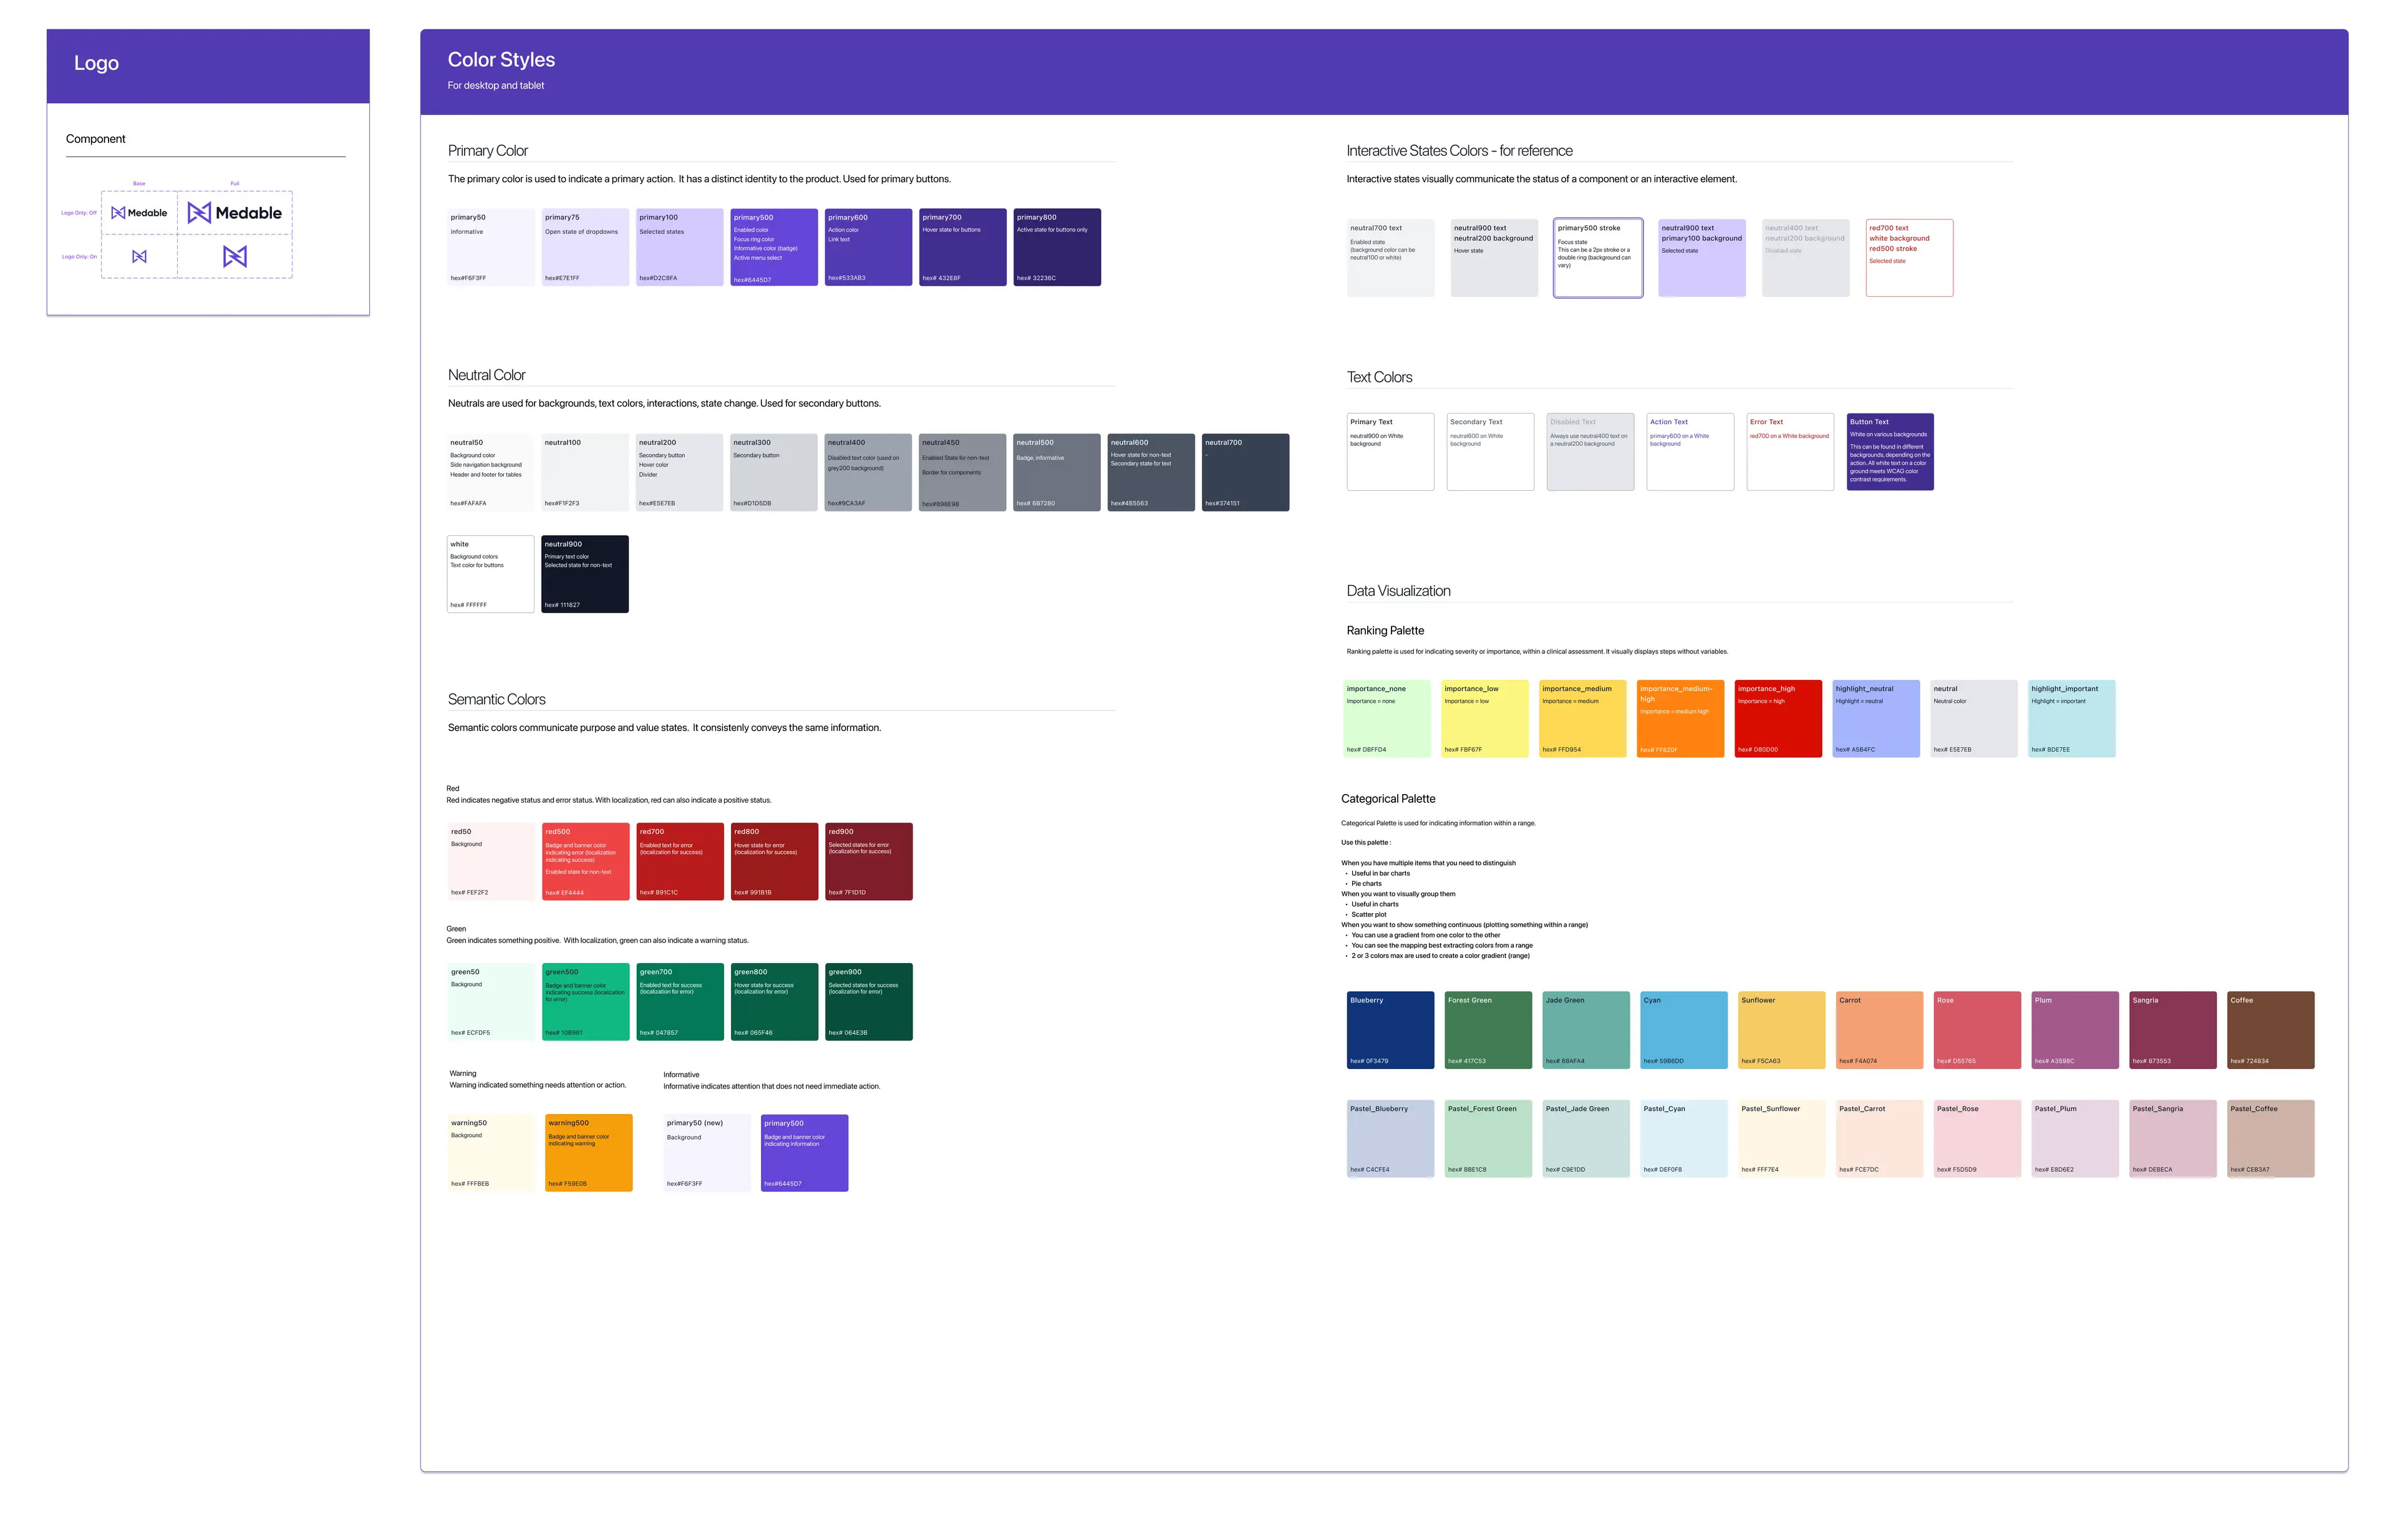 Logo
Component
Base
Full
Logo Only: Off
Medable
Medable
Logo Only: On
Color Styles
For desktop and tablet
Primary Color
The primary color is used to indicate a primary action. It has a distinct identity to the product. Used for primary buttons.
primary50
Informative
hex#F6F3FF
primary75
Open state of dropdowns
hex#E7E1FF
primary100
Selected states
hex#D2C8FA
primary500
Enabled color
Focus ring color
Informative color (badge)
Active menu select
hex#6445D7
primary600
Action color
Link text
hex#533AB3
primary700
Hover state for buttons
hex# 432E8F
primary800
Active state for buttons only
hex# 32236C
Neutral Color
Neutrals are used for backgrounds, text colors, interactions, state change. Used for secondary buttons.
neutral50
Background color
Side navigation background
Header and footer for tables
hex#FAFAFA
neutral100
hex#F1F2F3
neutral200
Secondary button
Hover color
Divider
hex#E5E7EB
neutral300
Secondary button
hex#D1D5DB
neutral400
Disabled text color (used on
grey200 background)
hex#9CA3AF
neutral450
Enabled State for non-text
Border for components
hex#898E98
neutral500
Badge, informative
hex# 6B7280
neutral600
Hover state for non-text
Secondary state for text
hex#4B5563
neutral700
-
hex#374151
white
Background colors
Text color for buttons
hex# FFFFFF
neutral900
Primary text color
Selected state for non-text
hex# 111827
Semantic Colors
Semantic colors communicate purpose and value states. It consistenly conveys the same information.
Red
Red indicates negative status and error status. With localization, red can also indicate a positive status.
red50
Background
hex# FEF2F2
red500
Badge and banner color
indicating error (localization
indicating success)
Enabled state for non-text
hex# EF4444
red700
Enabled text for error
(localization for success)
hex# B91C1C
red800
Hover state for error
(localization for success)
hex# 991B1B
red900
Selected states for error
(localization for success)
hex# 7F1D1D
Green
Green indicates something positive. With localization, green can also indicate a warning status.
green50
Background
hex# ECFDF5
green500
Badge and banner color
indicating success (localization
for error)
hex# 10B981
green700
Enabled text for success
(localization for error)
hex# 047857
green800
Hover state for success
(localization for error)
hex# 065F46
green900
Selected states for success
(localization for error)
hex# 064E3B
Warning
Warning indicated something needs attention or action.
warning50
Background
hex# FFFBEB
warning500
Badge and banner color
indicating warning
hex# F59E0B
Informative
Informative indicates attention that does not need immediate action.
primary50 (new)
Background
hex#F6F3FF
primary500
Badge and banner color
indicating information
hex#6445D7
Interactive States Colors - for reference
Interactive states visually communicate the status of a component or an interactive element.
neutral700 text
Enabled state
(background color can be
neutral100 or white)
neutral900 text
neutral200 background
Hover state
primary500 stroke
Focus state
This can be a 2px stroke or a
double ring (background can
vary)
neutral900 text
primary100 background
Selected state
neutral400 text
neutral200 background
Disabled state
red700 text
white background
red500 stroke
Selected state
Text Colors
Primary Text
neutral900 on White
background
Secondary Text
neutral600 on White
background
Disabled Text
Always use neutral400 text on
a neutral200 background
Action Text
primary600 on a White
background
Error Text
red700 on a White background
Button Text
White on various backgrounds
This can be found in different
backgrounds, depending on the
action. All white text on a color
ground meets WCAG color
contrast requirements.
Data Visualization
Ranking Palette
Ranking palette is used for indicating severity or importance, within a clinical assessment. It visually displays steps without variables.
importance_none
Importance = none
hex# DBFFD4
importance_low
Importance = low
hex# FBF67F
importance_medium
Importance = medium
hex# FFD954
importance_medium-
high
Importance = medium high
hex# FF820F
importance_high
Importance = high
hex# D80D00
highlight_neutral
Highlight = neutral
hex# A5B4FC
neutral
Neutral color
hex# E5E7EB
highlight_important
Highlight = important
hex# BDE7EE
Categorical Palette
Categorical Palette is used for indicating information within a range.
Use this palette :
When you have multiple items that you need to distinguish
• Useful in bar charts
• Pie charts
When you want to visually group them
• Useful in charts
• Scatter plot
When you want to show something continuous (plotting something within a range)
• You can use a gradient from one color to the other
• You can see the mapping best extracting colors from a range
• 2 or 3 colors max are used to create a color gradient (range)
Blueberry
hex# 0F3479
Forest Green
hex# 417C53
Jade Green
hex# 68AFA4
Cyan
hex# 59B6DD
Sunflower
hex# F5CA63
Carrot
hex# F4A074
Rose
hex# D55765
Plum
hex# A3598C
Sangria
hex# 873553
Coffee
hex# 724834
Pastel_Blueberry
hex# C4CFE4
Pastel_Forest Green
hex# BBE1C8
Pastel_Jade Green
hex# C9E1DD
Pastel_Cyan
hex# DEF0F8
Pastel_Sunflower
hex# FFF7E4
Pastel_Carrot
hex# FCE7DC
Pastel_Rose
hex# F5D5D9
Pastel_Plum
hex# E8D6E2
Pastel_Sangria
hex# DEBECA
Pastel_Coffee
hex# CEB3A7